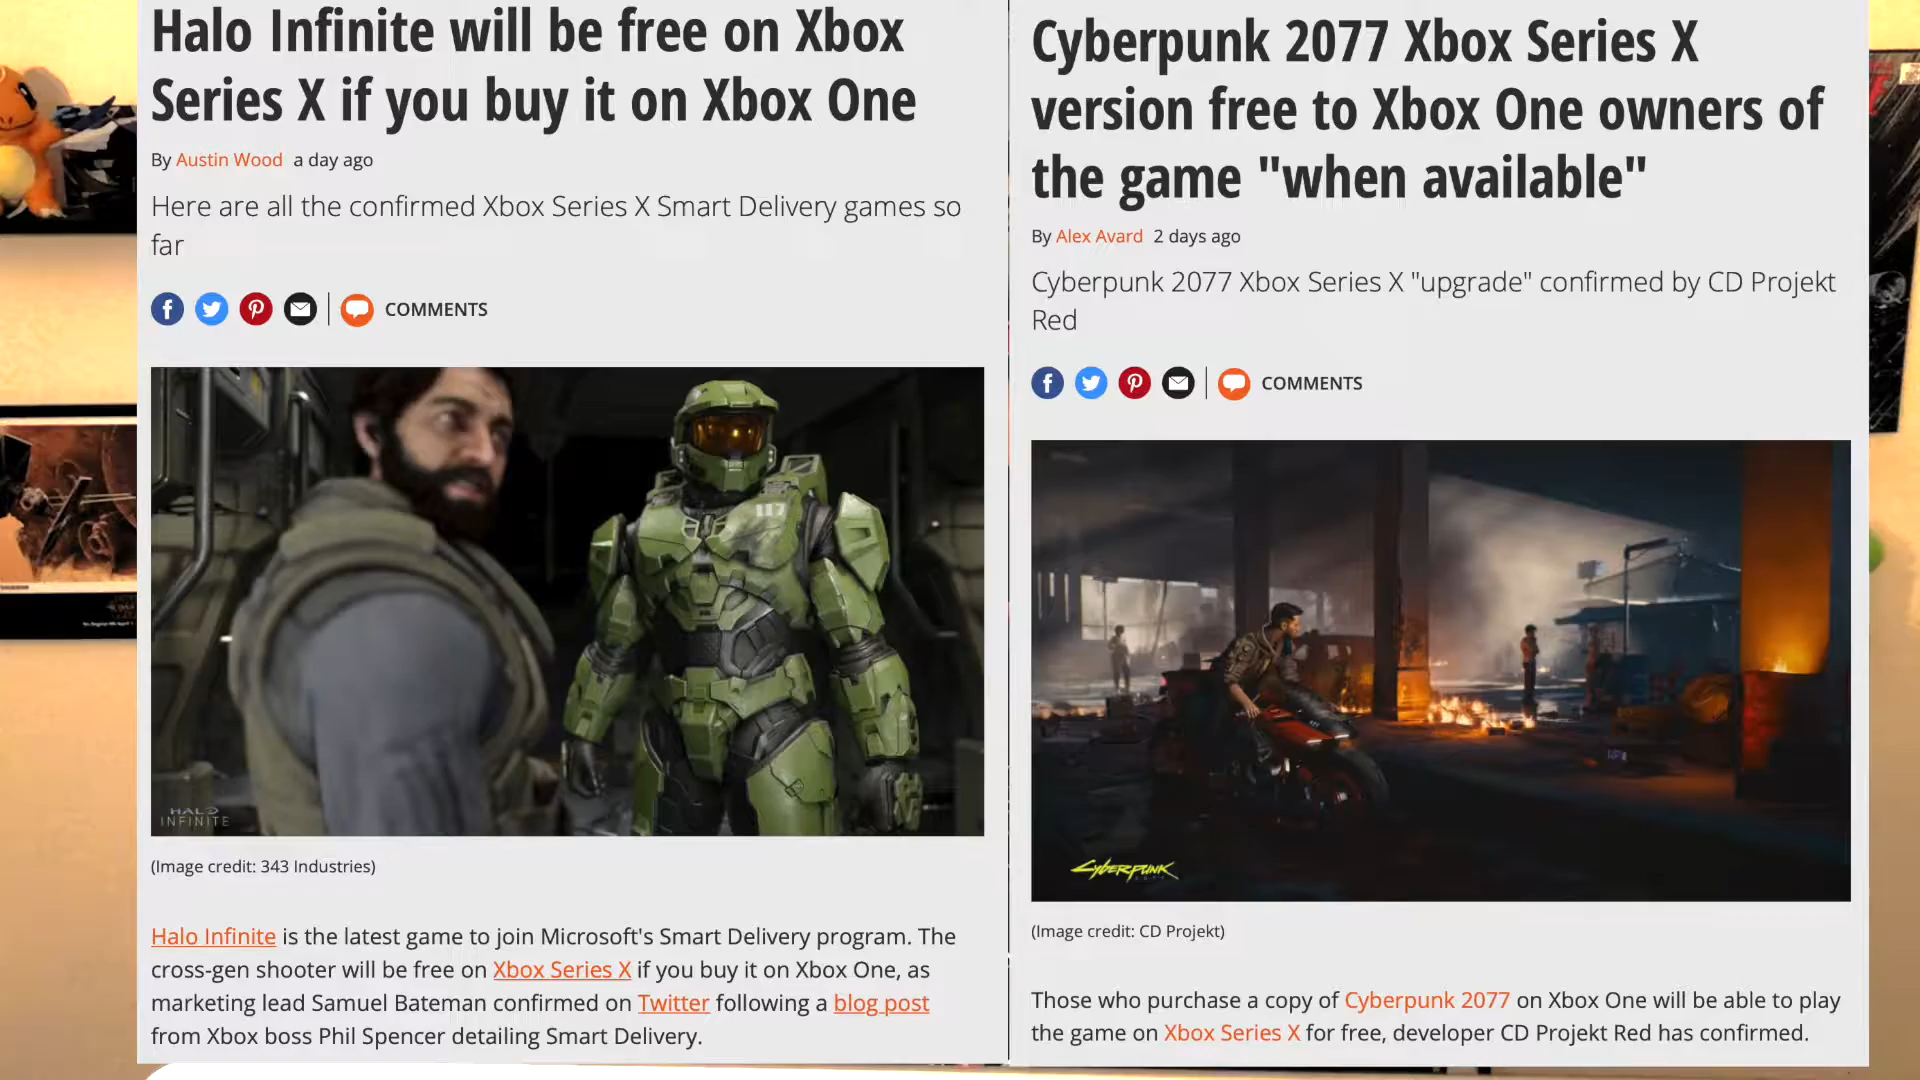 Halo Infinite will be free on Xbox
Series X if you buy it on Xbox One
By Austin Wood a day ago
Here are all the confirmed Xbox Series X Smart Delivery games so
far
COMMENTS
117
HALO
INFINITE
(Image credit: 343 Industries)
Halo Infinite is the latest game to join Microsoft's Smart Delivery program. The
cross-gen shooter will be free on Xbox Series X if you buy it on Xbox One, as
marketing lead Samuel Bateman confirmed on Twitter following a blog post
from Xbox boss Phil Spencer detailing Smart Delivery.
Cyberpunk 2077 Xbox Series X
version free to Xbox One owners of
the game "when available"
By Alex Avard 2 days ago
Cyberpunk 2077 Xbox Series X "upgrade" confirmed by CD Projekt
Red
COMMENTS
Cyberpunk
(Image credit: CD Projekt)
Those who purchase a copy of Cyberpunk 2077 on Xbox One will be able to play
the game on Xbox Series X for free, developer CD Projekt Red has confirmed.